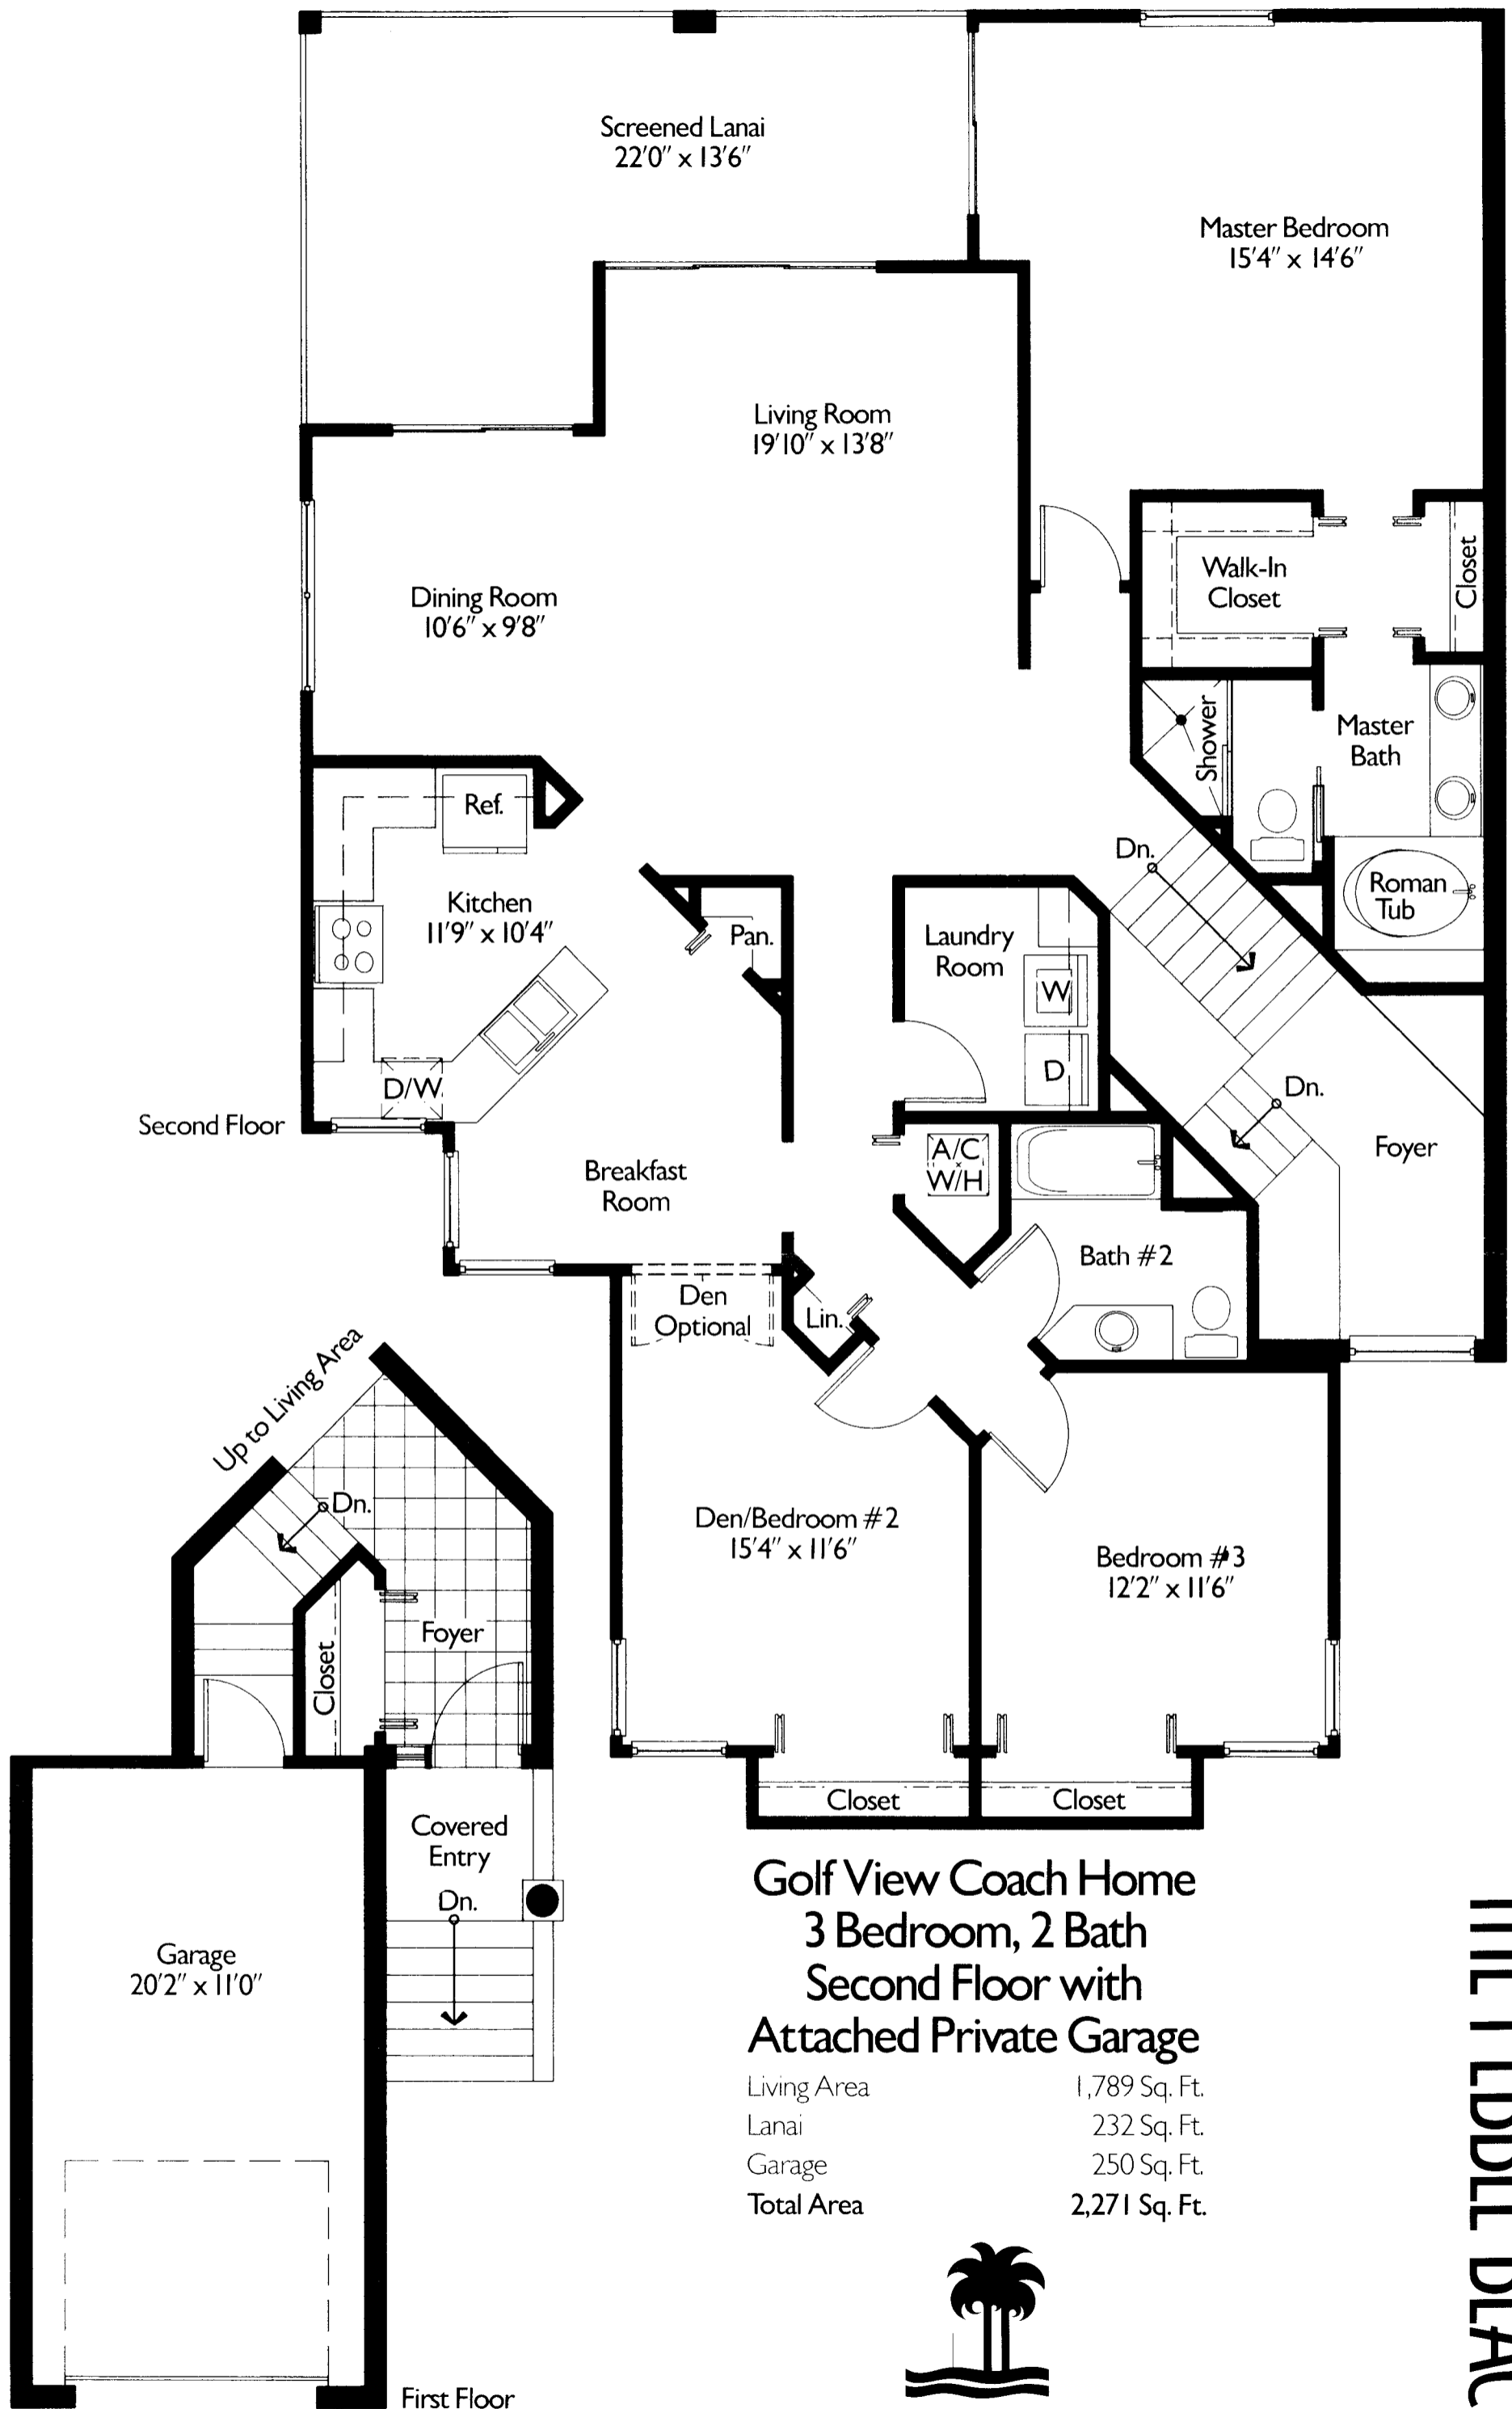 Screened Lanai
22'0" x 13'6"
Master Bedroom
15'4" x 14'6"
Living Room
19'10" x 13'8"
Walk-In
Closet
Closet
Dining Room
10'6" x 9'8"
Shower
Master
Bath
Ref.
Dn.
Roman
Tub
Kitchen
11'9" x 10'4"
Pan.
Laundry
Room
W
D
D/W
Dn.
Second Floor
Foyer
Breakfast
Room
A/C
W/H
Bath #2
Den
Optional
Lin.
Up to Living Area
Dn.
Den/Bedroom #2
15'4" x 11'6"
Bedroom #3
12'2" x 11'6"
Foyer
Closet
Closet
Closet
Covered
Entry
Dn.
Garage
20'2" x 11'0"
First Floor
Golf View Coach Home
3 Bedroom, 2 Bath
Second Floor with
Attached Private Garage
Living Area 1,789 Sq. Ft.
Lanai 232 Sq. Ft.
Garage 250 Sq. Ft.
Total Area 2,271 Sq. Ft.